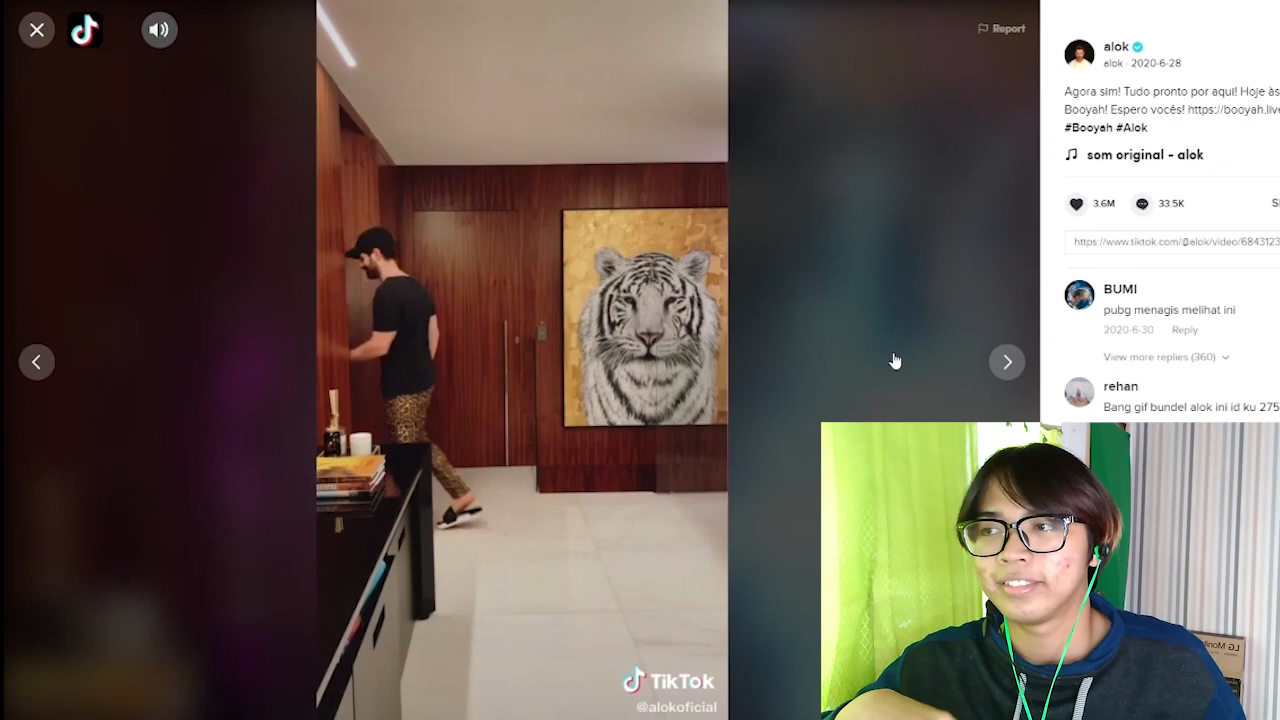 Report
alok
alok · 2020-6-28
Agora sim! Tudo pronto por aqui! Hoje às
Booyah! Espero vocês! https://booyah.live
#Booyah #Alok
som original - alok
3.6M
33.5K
https://www.tiktok.com/@alok/video/6843123
BUMI
pubg menagis melihat ini
2020-6-30 Reply
View more replies (360)
rehan
Bang gif bundel alok ini id ku 275
TikTok
@alokoficial